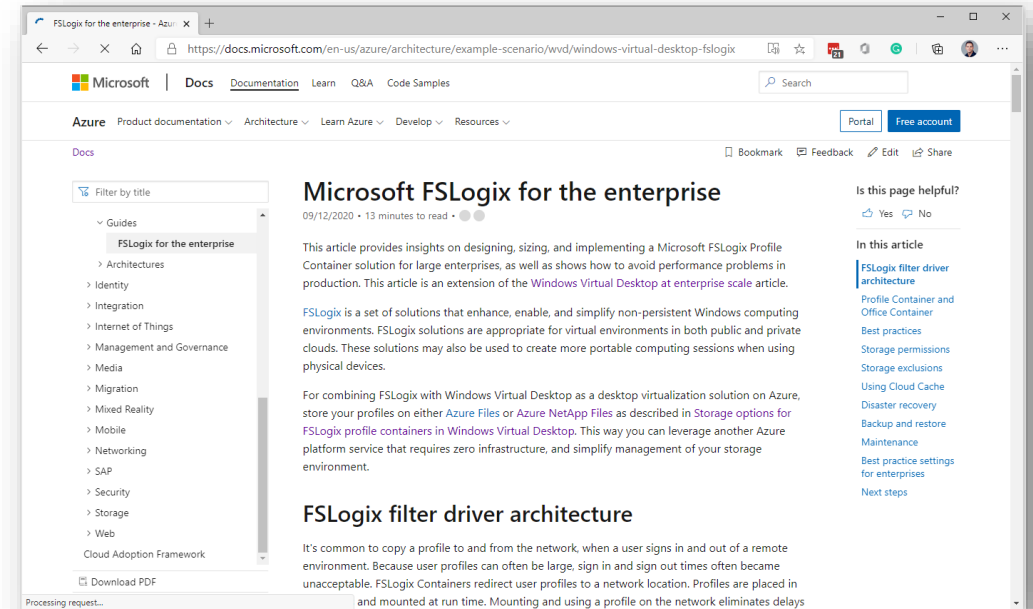 FSLogix for the enterprise - Azur
https://docs.microsoft.com/en-us/azure/architecture/example-scenario/wvd/windows-virtual-desktop-fslogix
21
Microsoft
Docs Documentation Learn Q&A Code Samples
Search
Azure Product documentation Architecture Learn Azure Develop Resources
Portal Free account
Docs
Bookmark Feedback Edit Share
Filter by title
Guides
FSLogix for the enterprise
Architectures
Identity
Integration
Internet of Things
Management and Governance
Media
Migration
Mixed Reality
Mobile
Networking
SAP
Security
Storage
Web
Cloud Adoption Framework
Download PDF
Processing request...
Microsoft FSLogix for the enterprise
09/12/2020 • 13 minutes to read •
This article provides insights on designing, sizing, and implementing a Microsoft FSLogix Profile
Container solution for large enterprises, as well as shows how to avoid performance problems in
production. This article is an extension of the Windows Virtual Desktop at enterprise scale article.
FSLogix is a set of solutions that enhance, enable, and simplify non-persistent Windows computing
environments. FSLogix solutions are appropriate for virtual environments in both public and private
clouds. These solutions may also be used to create more portable computing sessions when using
physical devices.
For combining FSLogix with Windows Virtual Desktop as a desktop virtualization solution on Azure,
store your profiles on either Azure Files or Azure NetApp Files as described in Storage options for
FSLogix profile containers in Windows Virtual Desktop. This way you can leverage another Azure
platform service that requires zero infrastructure, and simplify management of your storage
environment.
FSLogix filter driver architecture
It's common to copy a profile to and from the network, when a user signs in and out of a remote
environment. Because user profiles can often be large, sign in and sign out times often became
unacceptable. FSLogix Containers redirect user profiles to a network location. Profiles are placed in
and mounted at run time. Mounting and using a profile on the network eliminates delays
Is this page helpful?
Yes No
In this article
FSLogix filter driver
architecture
Profile Container and
Office Container
Best practices
Storage permissions
Storage exclusions
Using Cloud Cache
Disaster recovery
Backup and restore
Maintenance
Best practice settings
for enterprises
Next steps